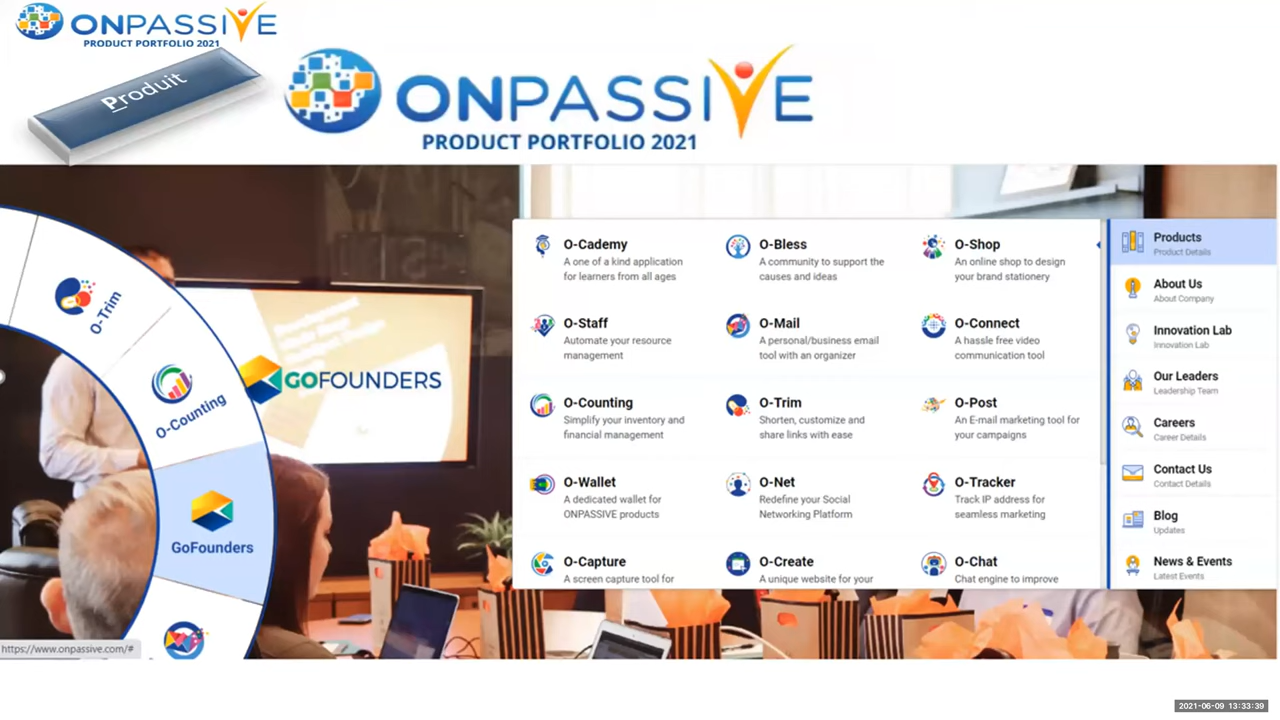 ONPASSIVE
PRODUCT PORTFOLIO 2021
Produit
ONPASSIVE
PRODUCT PORTFOLIO 2021
O-Trim
O-Counting
GoFounders
GOFOUNDERS
O-Cademy
A one of a kind application
for learners from all ages
O-Bless
A community to support the
causes and ideas
O-Shop
An online shop to design
your brand stationery
O-Staff
Automate your resource
management
O-Mail
A personal/business email
tool with an organizer
O-Connect
A hassle free video
communication tool
O-Counting
Simplify your inventory and
financial management
O-Trim
Shorten, customize and
share links with ease
O-Post
An E-mail marketing tool for
your campaigns
O-Wallet
A dedicated wallet for
ONPASSIVE products
O-Net
Redefine your Social
Networking Platform
O-Tracker
Track IP address for
seamless marketing
O-Capture
A screen capture tool for
O-Create
A unique website for your
O-Chat
Chat engine to improve
Products
Product Details
About Us
About Company
Innovation Lab
Innovation Lab
Our Leaders
Leadership Team
Careers
Career Details
Contact Us
Contact Details
Blog
Updates
News & Events
Latest Events
https://www.onpassive.com/#
2021-06-09 13:33:39